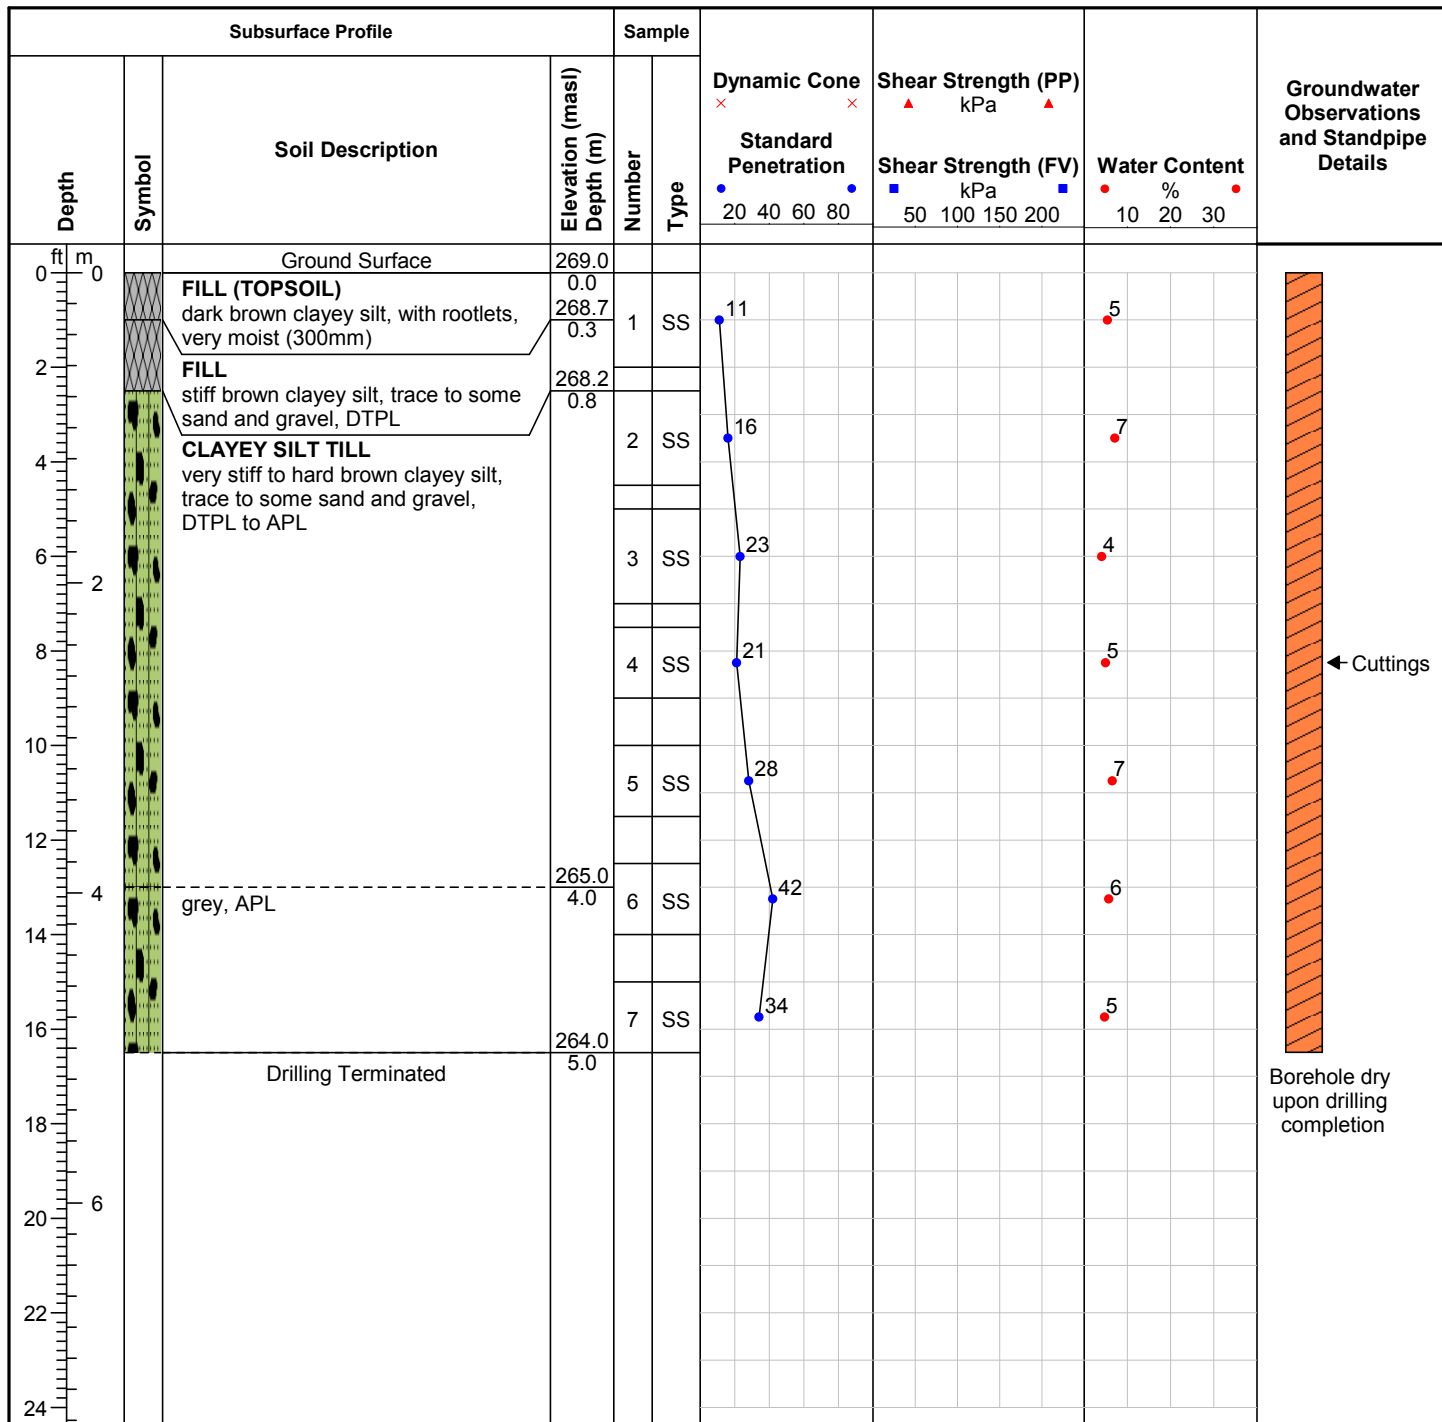 Subsurface Profile
Sample
Depth
Symbol
Soil Description
Elevation (masl)
Depth (m)
Number
Type
Dynamic Cone
Standard
Penetration
20 40 60 80
Shear Strength (PP)
kPa
Shear Strength (FV)
kPa
50 100 150 200
Water Content
%
10 20 30
Groundwater
Observations
and Standpipe
Details
ft m
0 0
2
4
6
2
8
10
12
4
14
16
18
6
20
22
24
Ground Surface
269.0
0.0
FILL (TOPSOIL)
dark brown clayey silt, with rootlets,
very moist (300mm)
268.7
0.3
FILL
stiff brown clayey silt, trace to some
sand and gravel, DTPL
268.2
0.8
CLAYEY SILT TILL
very stiff to hard brown clayey silt,
trace to some sand and gravel,
DTPL to APL
265.0
4.0
grey, APL
264.0
5.0
Drilling Terminated
1 SS 11 5
2 SS 16 7
3 SS 23 4
4 SS 21 5
5 SS 28 7
6 SS 42 6
7 SS 34 5
Cuttings
Borehole dry
upon drilling
completion